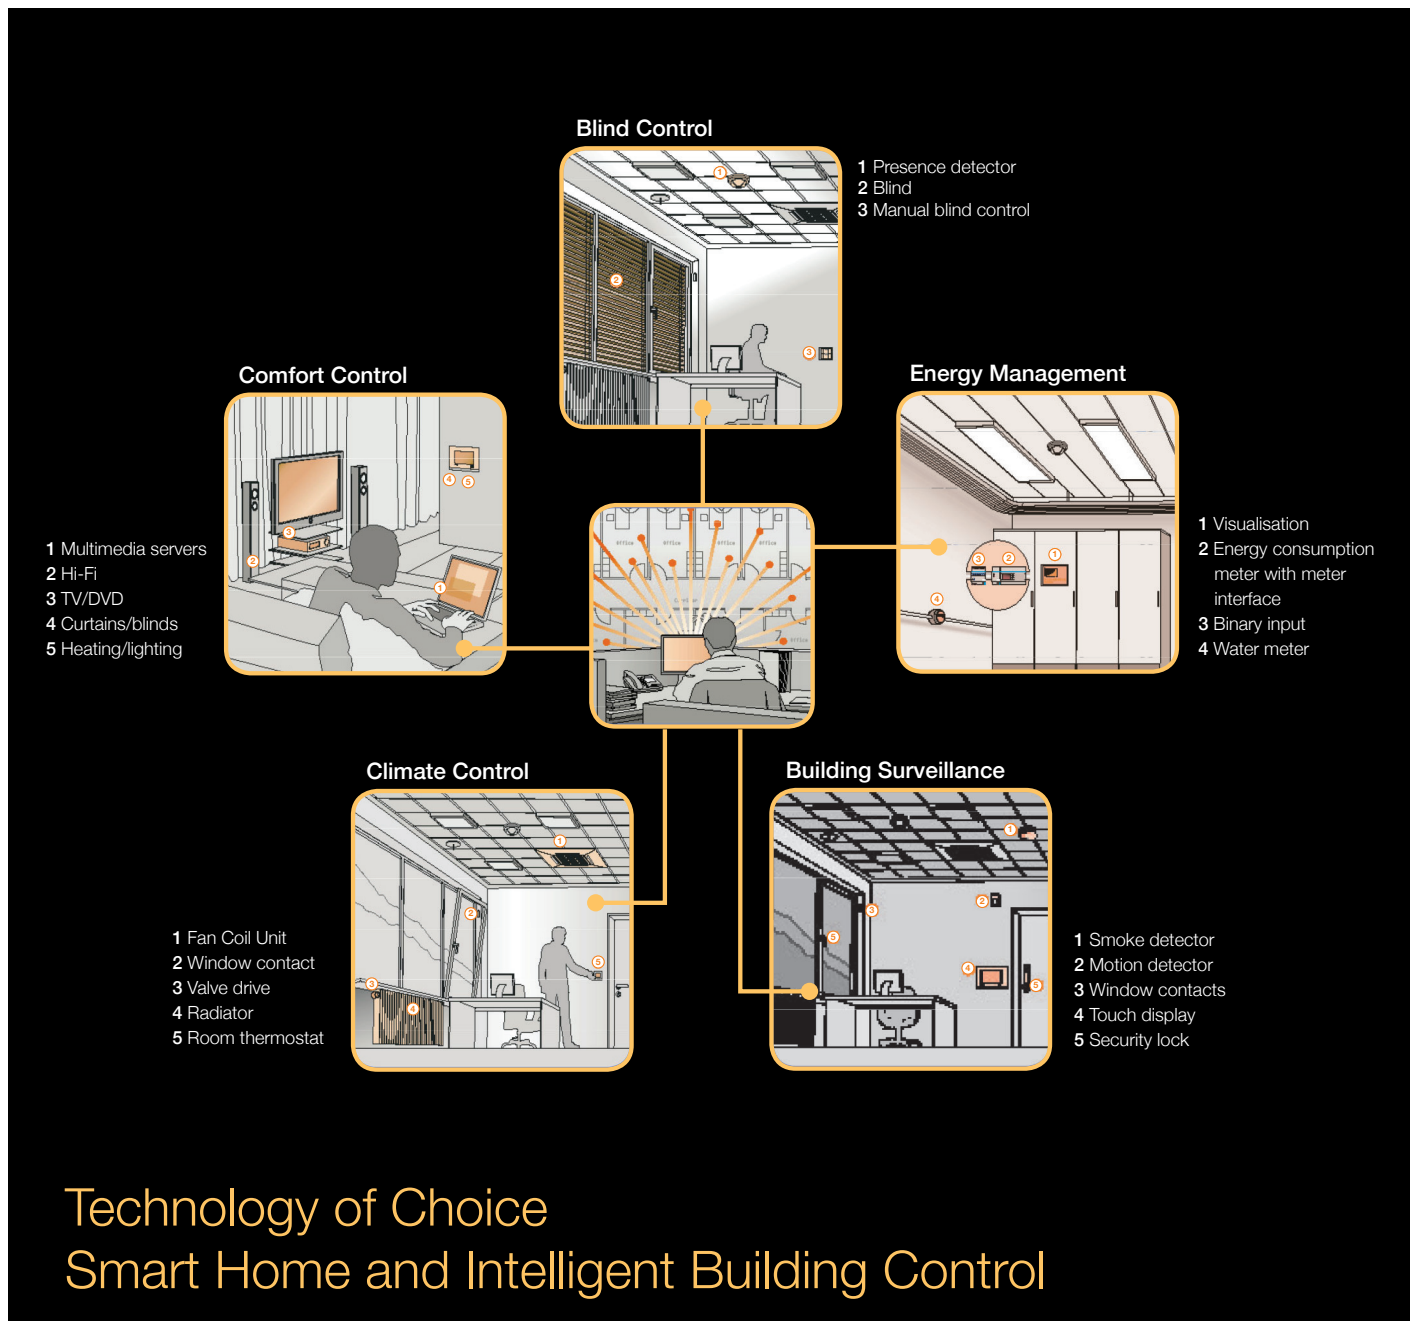 Blind Control
1 Presence detector
2 Blind
3 Manual blind control
Comfort Control
1 Multimedia servers
2 Hi-Fi
3 TV/DVD
4 Curtains/blinds
5 Heating/lighting
Energy Management
1 Visualisation
2 Energy consumption
meter with meter
interface
3 Binary input
4 Water meter
Office
Office
Office
Office
Climate Control
1 Fan Coil Unit
2 Window contact
3 Valve drive
4 Radiator
5 Room thermostat
Building Surveillance
1 Smoke detector
2 Motion detector
3 Window contacts
4 Touch display
5 Security lock
Technology of Choice
Smart Home and Intelligent Building Control